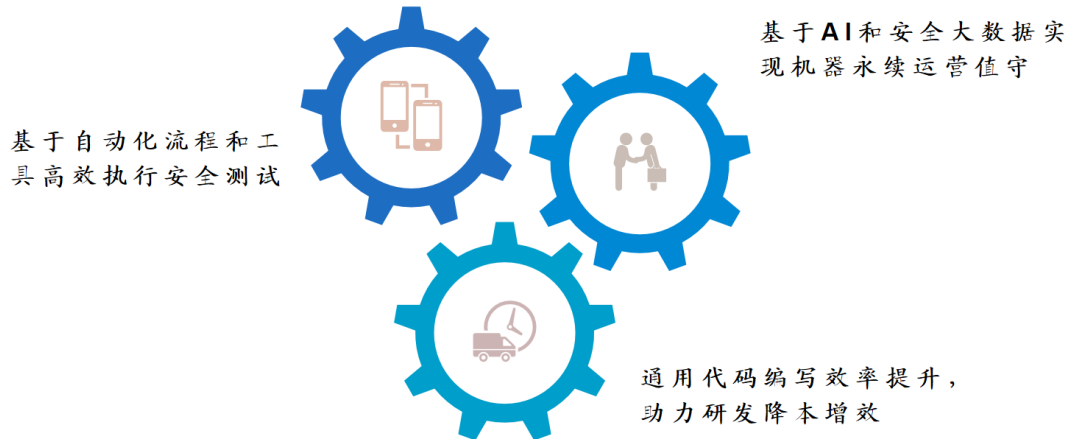 基于自动化流程和工
具高效执行安全测试
基于AI和安全大数据实
现机器永续运营值守
通用代码编写效率提升，
助力研发降本增效